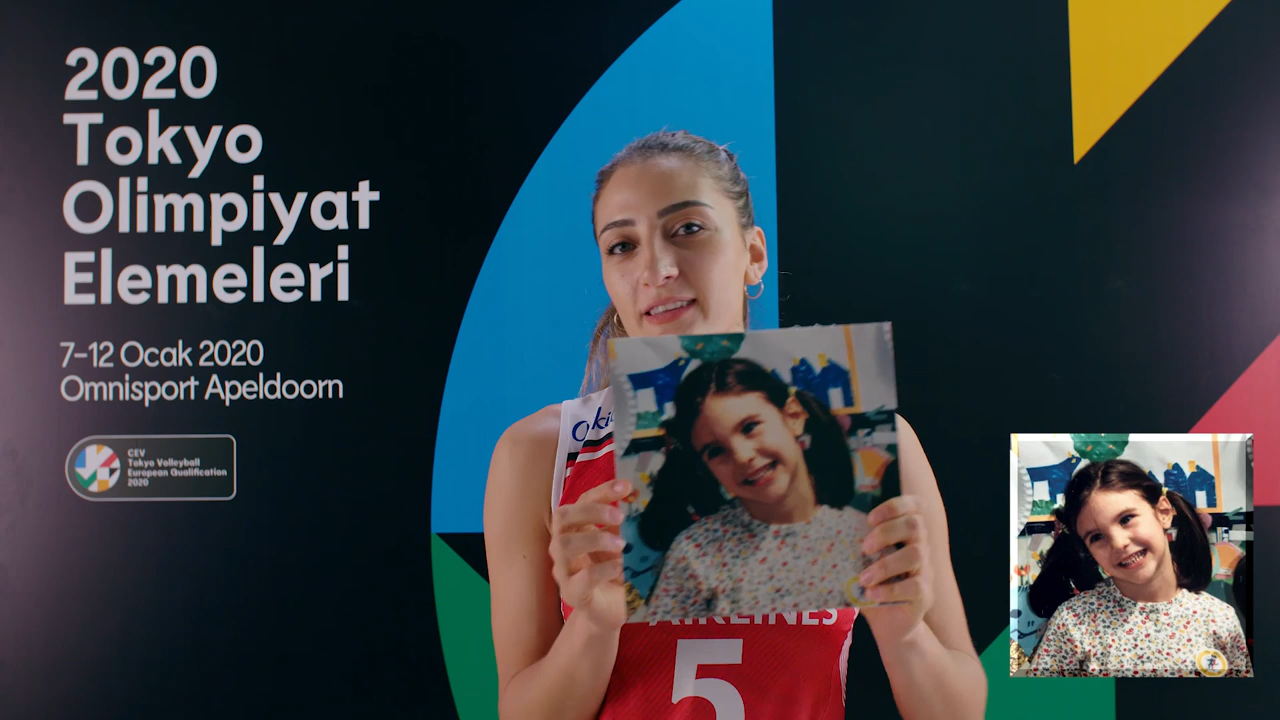 2020
Tokyo
Olimpiyat
Elemeleri
7–12 Ocak 2020
Omnisport Apeldoorn
CEV
Tokyo Volleyball
European Qualification
2020
AIRLINES
5